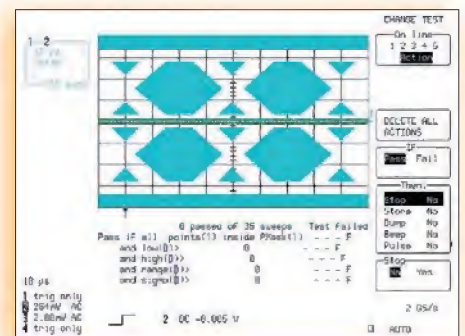 CHANGE TEST
On line
1 2 3 4 5
Action
DELETE ALL
ACTIONS
IF
Pass Fail
Then
Stop No
Store No
Dump No
Beep No
Pulse No
Stop
No Yes
1-2
0 passed of 35 sweeps Test Failed
Pass if all points(1) inside PMask(1) - - - F
and low(D)> 0 - - - F
and high(D)> 0 - - - F
and range(D)> 0 - - - F
and sigma(D)> 0 - - - F
10 µs
1 trig only
2 AC
3 2.00mV AC
4 trig only
2 DC -0.005 V
2 GS/s
AUTO